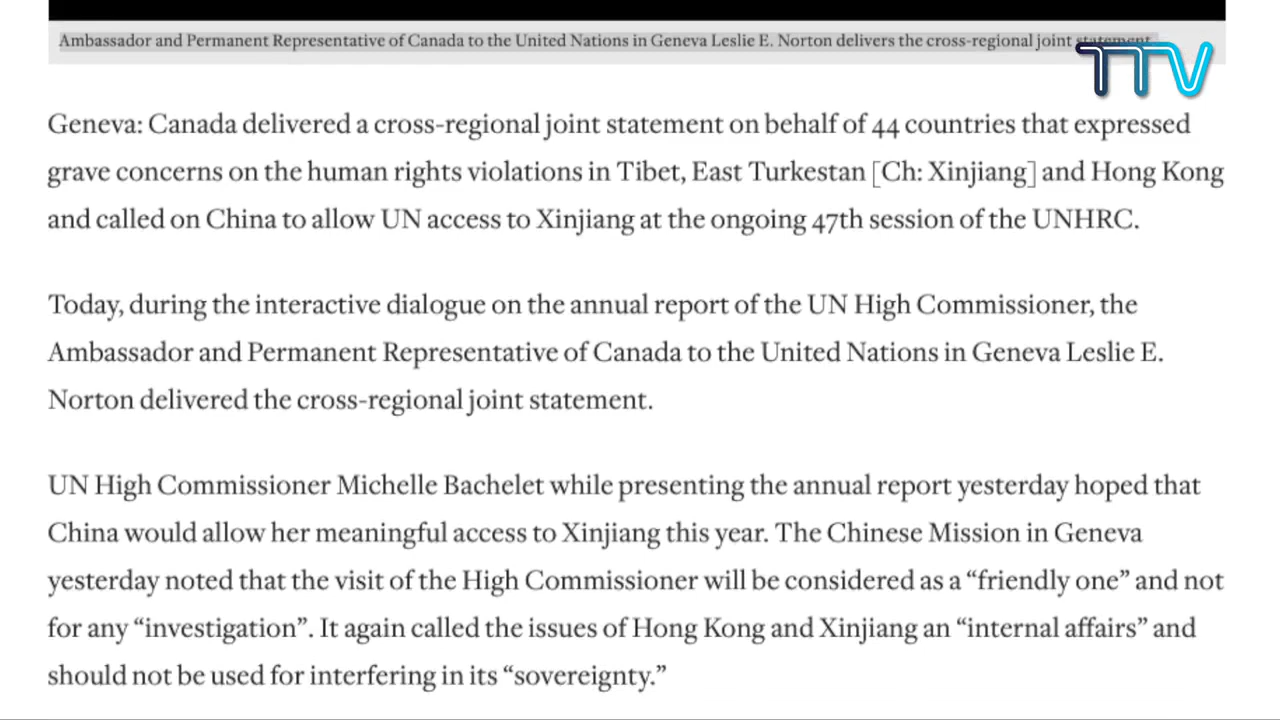 Ambassador and Permanent Representative of Canada to the United Nations in Geneva Leslie E. Norton delivers the cross-regional joint statement.
TTV
Geneva: Canada delivered a cross-regional joint statement on behalf of 44 countries that expressed
grave concerns on the human rights violations in Tibet, East Turkestan [Ch: Xinjiang] and Hong Kong
and called on China to allow UN access to Xinjiang at the ongoing 47th session of the UNHRC.
Today, during the interactive dialogue on the annual report of the UN High Commissioner, the
Ambassador and Permanent Representative of Canada to the United Nations in Geneva Leslie E.
Norton delivered the cross-regional joint statement.
UN High Commissioner Michelle Bachelet while presenting the annual report yesterday hoped that
China would allow her meaningful access to Xinjiang this year. The Chinese Mission in Geneva
yesterday noted that the visit of the High Commissioner will be considered as a “friendly one” and not
for any “investigation”. It again called the issues of Hong Kong and Xinjiang an “internal affairs” and
should not be used for interfering in its “sovereignty.”